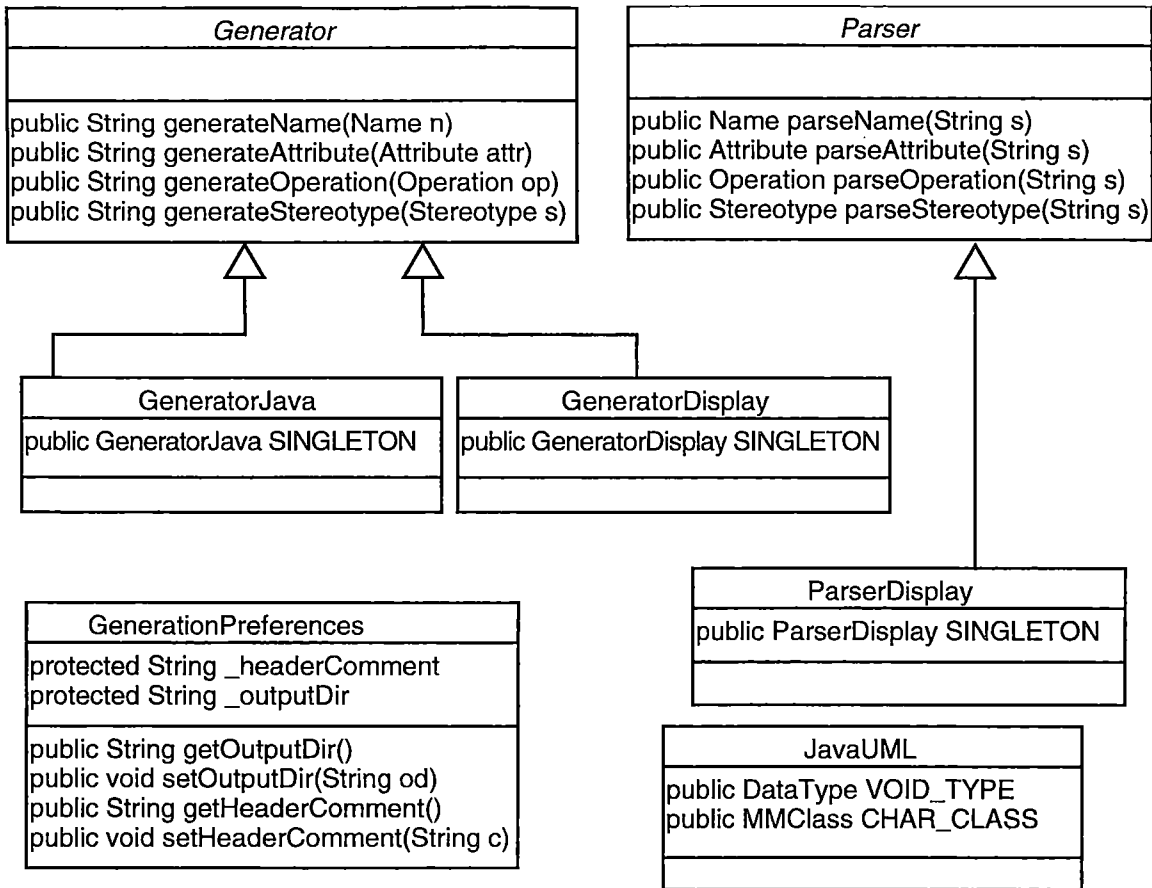 Generator
public String generateName(Name n)
public String generateAttribute(Attribute attr)
public String generateOperation(Operation op)
public String generateStereotype(Stereotype s)
Parser
public Name parseName(String s)
public Attribute parseAttribute(String s)
public Operation parseOperation(String s)
public Stereotype parseStereotype(String s)
GeneratorJava
public GeneratorJava SINGLETON
GeneratorDisplay
public GeneratorDisplay SINGLETON
ParserDisplay
public ParserDisplay SINGLETON
GenerationPreferences
protected String _headerComment
protected String _outputDir
public String getOutputDir()
public void setOutputDir(String od)
public String getHeaderComment()
public void setHeaderComment(String c)
JavaUML
public DataType VOID_TYPE
public MMClass CHAR_CLASS